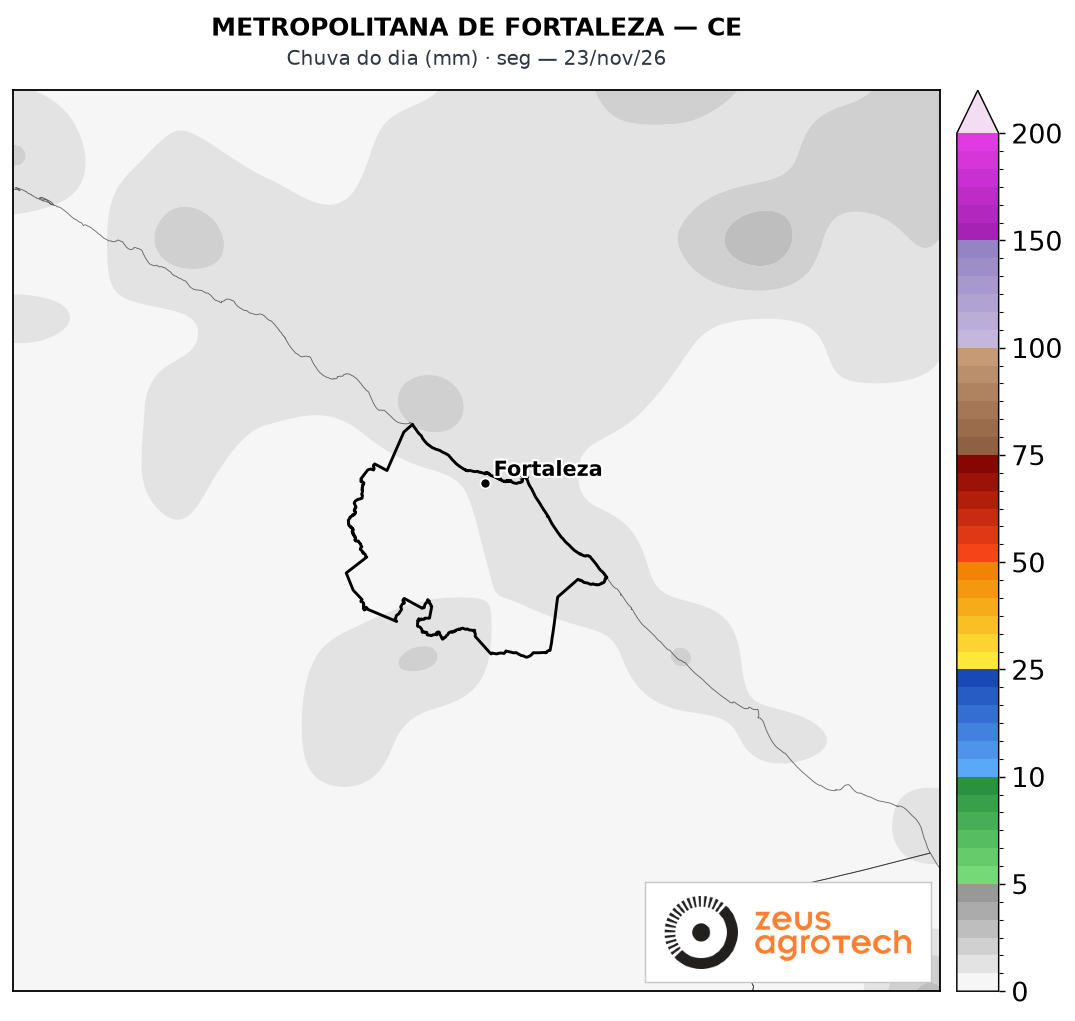 METROPOLITANA DE FORTALEZA — CE
Chuva do dia (mm) · seg — 23/nov/26
Fortaleza
200
150
100
75
50
25
10
5
0
zeus
agrotech